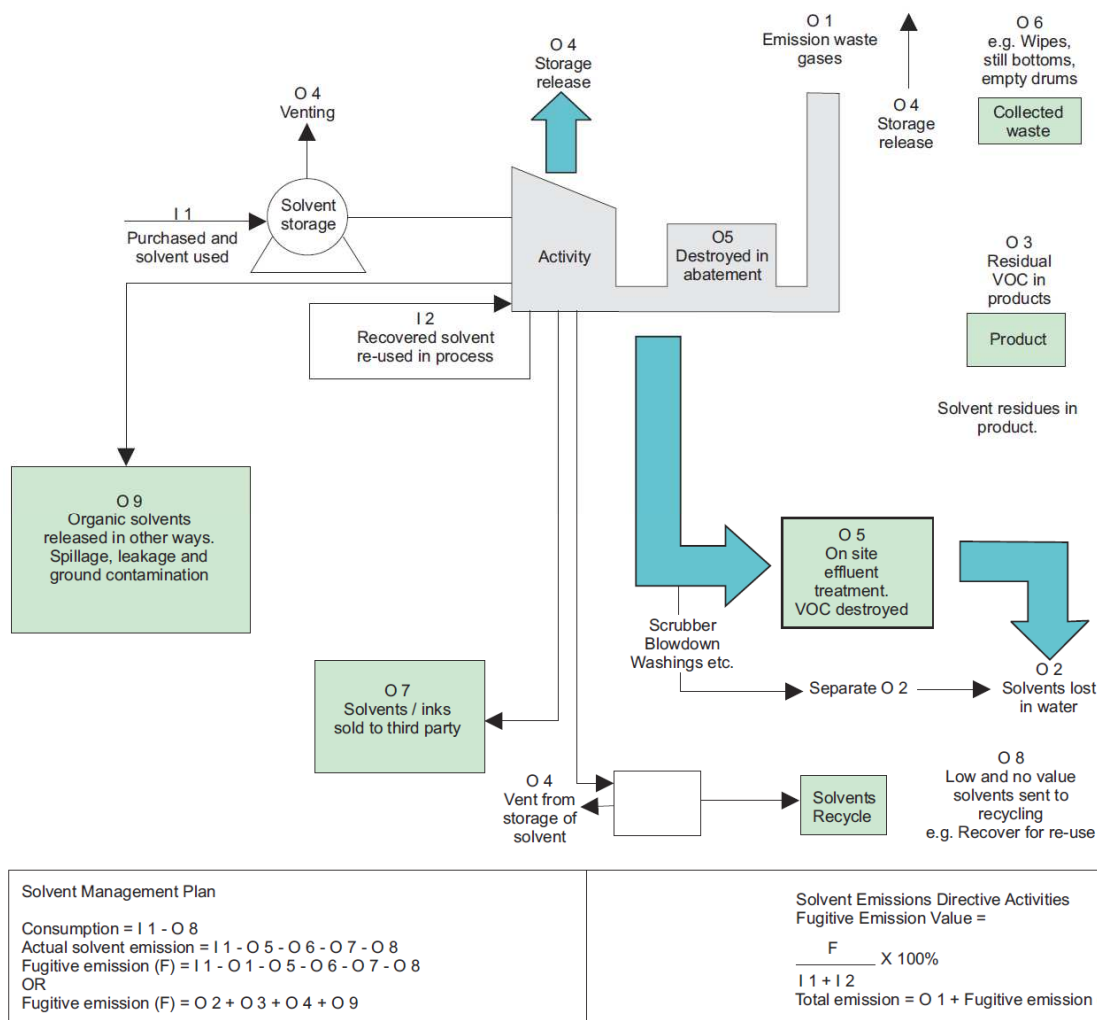 O 1
Emission waste
gases
O 6
e.g. Wipes,
still bottoms,
empty drums
O 4
Storage
release
O 4
Venting
O 4
Storage
release
Collected
waste
Solvent
storage
I 1
Purchased and
solvent used
Activity
O5
Destroyed in
abatement
O 3
Residual
VOC in
products
I 2
Recovered solvent
re-used in process
Product
Solvent residues in
product.
O 9
Organic solvents
released in other ways.
Spillage, leakage and
ground contamination
O 5
On site
effluent
treatment.
VOC destroyed
Scrubber
Blowdown
Washings etc.
O 7
Solvents / inks
sold to third party
Separate O 2
O 2
Solvents lost
in water
O 4
Vent from
storage of
solvent
Solvents
Recycle
O 8
Low and no value
solvents sent to
recycling
e.g. Recover for re-use
Solvent Management Plan
Consumption = I 1 - O 8
Actual solvent emission = I 1 - O 5 - O 6 - O 7 - O 8
Fugitive emission (F) = I 1 - O 1 - O 5 - O 6 - O 7 - O 8
OR
Fugitive emission (F) = O 2 + O 3 + O 4 + O 9
Solvent Emissions Directive Activities
Fugitive Emission Value =
F
X 100%
I 1 + I 2
Total emission = O 1 + Fugitive emission